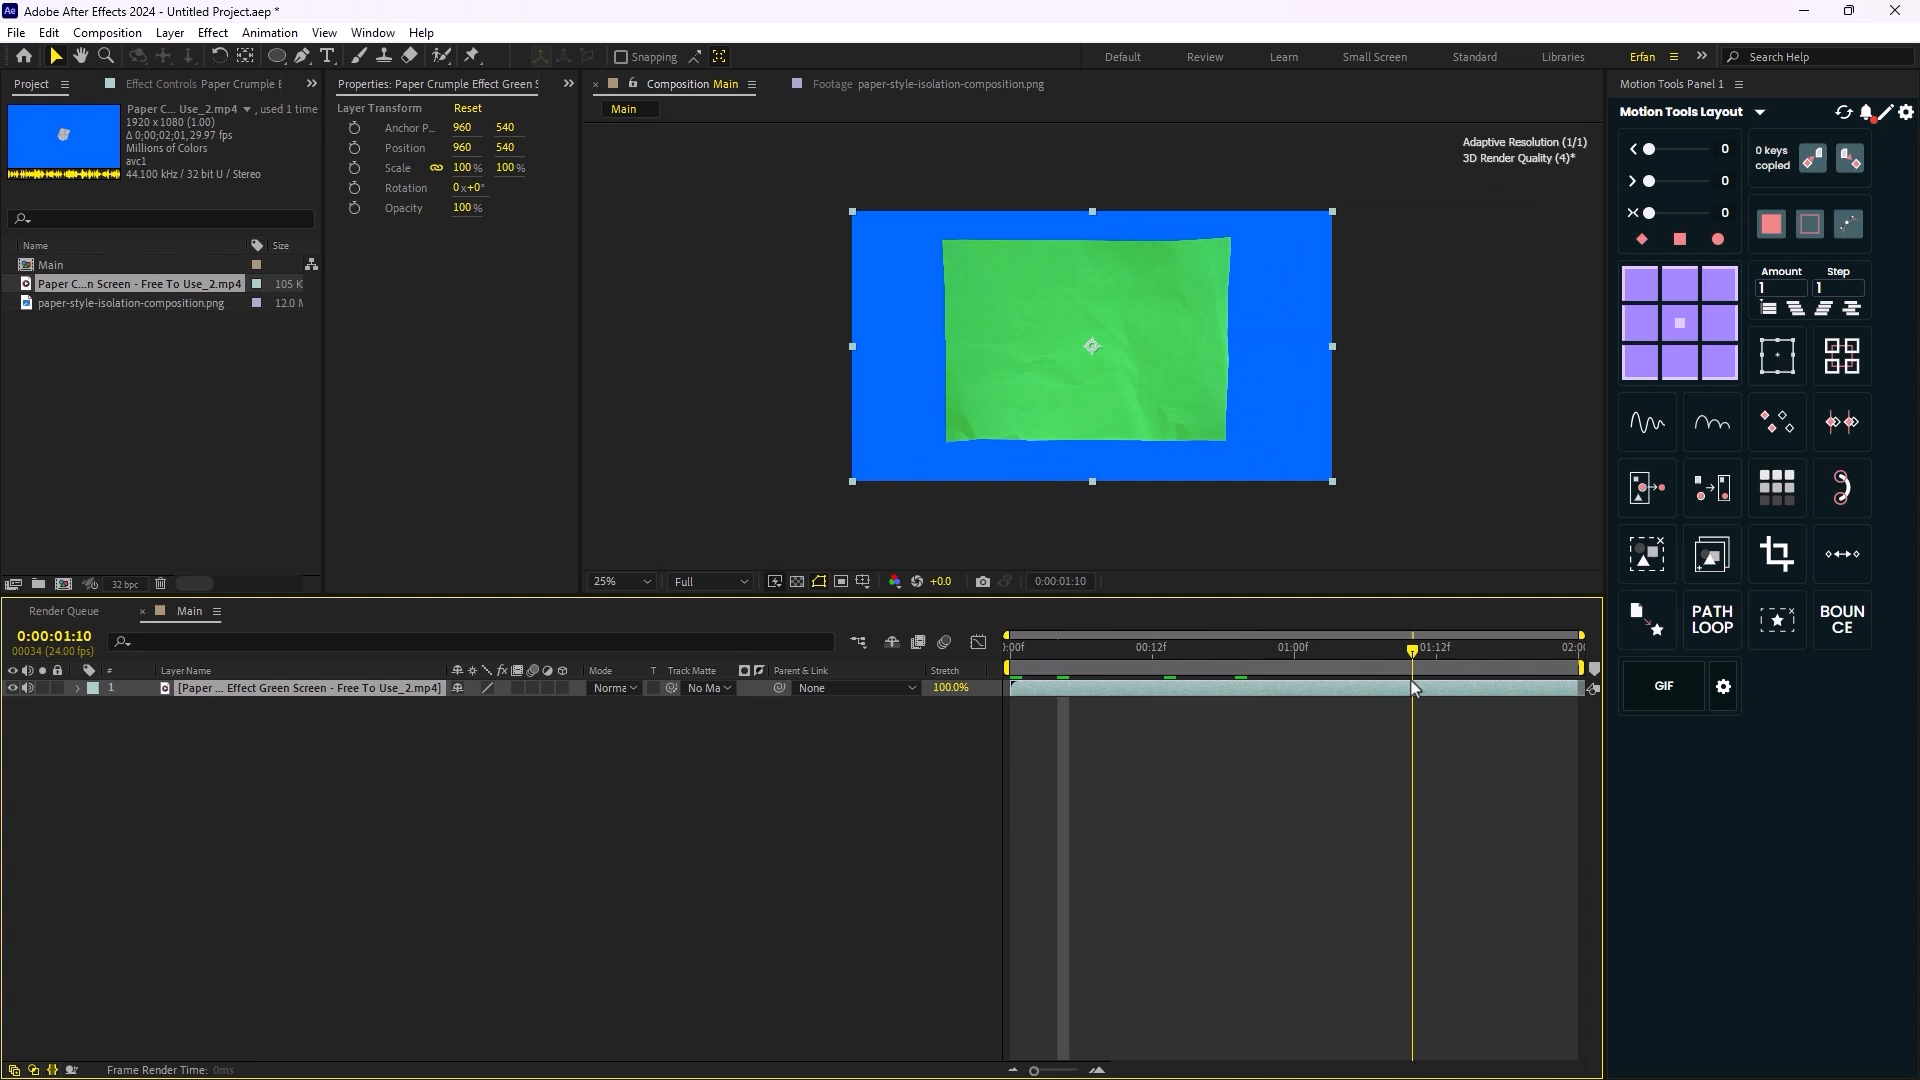 Adobe After Effects 2024 - Untitled Project.aep *
File Edit Composition Layer Effect Animation View Window Help
Snapping
Default Review Learn Small Screen Standard Libraries Erfan
Search Help
Project
Effect Controls Paper Crumple E
Properties: Paper Crumple Effect Green S
Composition Main
Footage paper-style-isolation-composition.png
Motion Tools Panel 1
Paper C... Use_2.mp4 , used 1 time
1920 x 1080 (1.00)
Δ 0;00;02;01, 29.97 fps
Millions of Colors
avc1
44.100 kHz / 32 bit U / Stereo
Layer Transform Reset
Anchor P... 960 540
Position 960 540
Scale 100 % 100 %
Rotation 0x+0°
Opacity 100 %
Main
Adaptive Resolution (1/1)
3D Render Quality (4)*
Motion Tools Layout
0
0
0
0 keys
copied
Amount Step
1 1
PATH
LOOP
BOUN
CE
GIF
Name Size
Main
Paper C...n Screen - Free To Use_2.mp4 105 K
paper-style-isolation-composition.png 12.0 M
32 bpc
25% Full +0.0 0:00:01:10
Render Queue
Main
0:00:01:10
00034 (24.00 fps)
# Layer Name Mode T Track Matte Parent & Link Stretch
1 [Paper ... Effect Green Screen - Free To Use_2.mp4] Norma No Ma None 100.0%
):00f 00:12f 01:00f 01:12f 02:0
Frame Render Time: 0ms